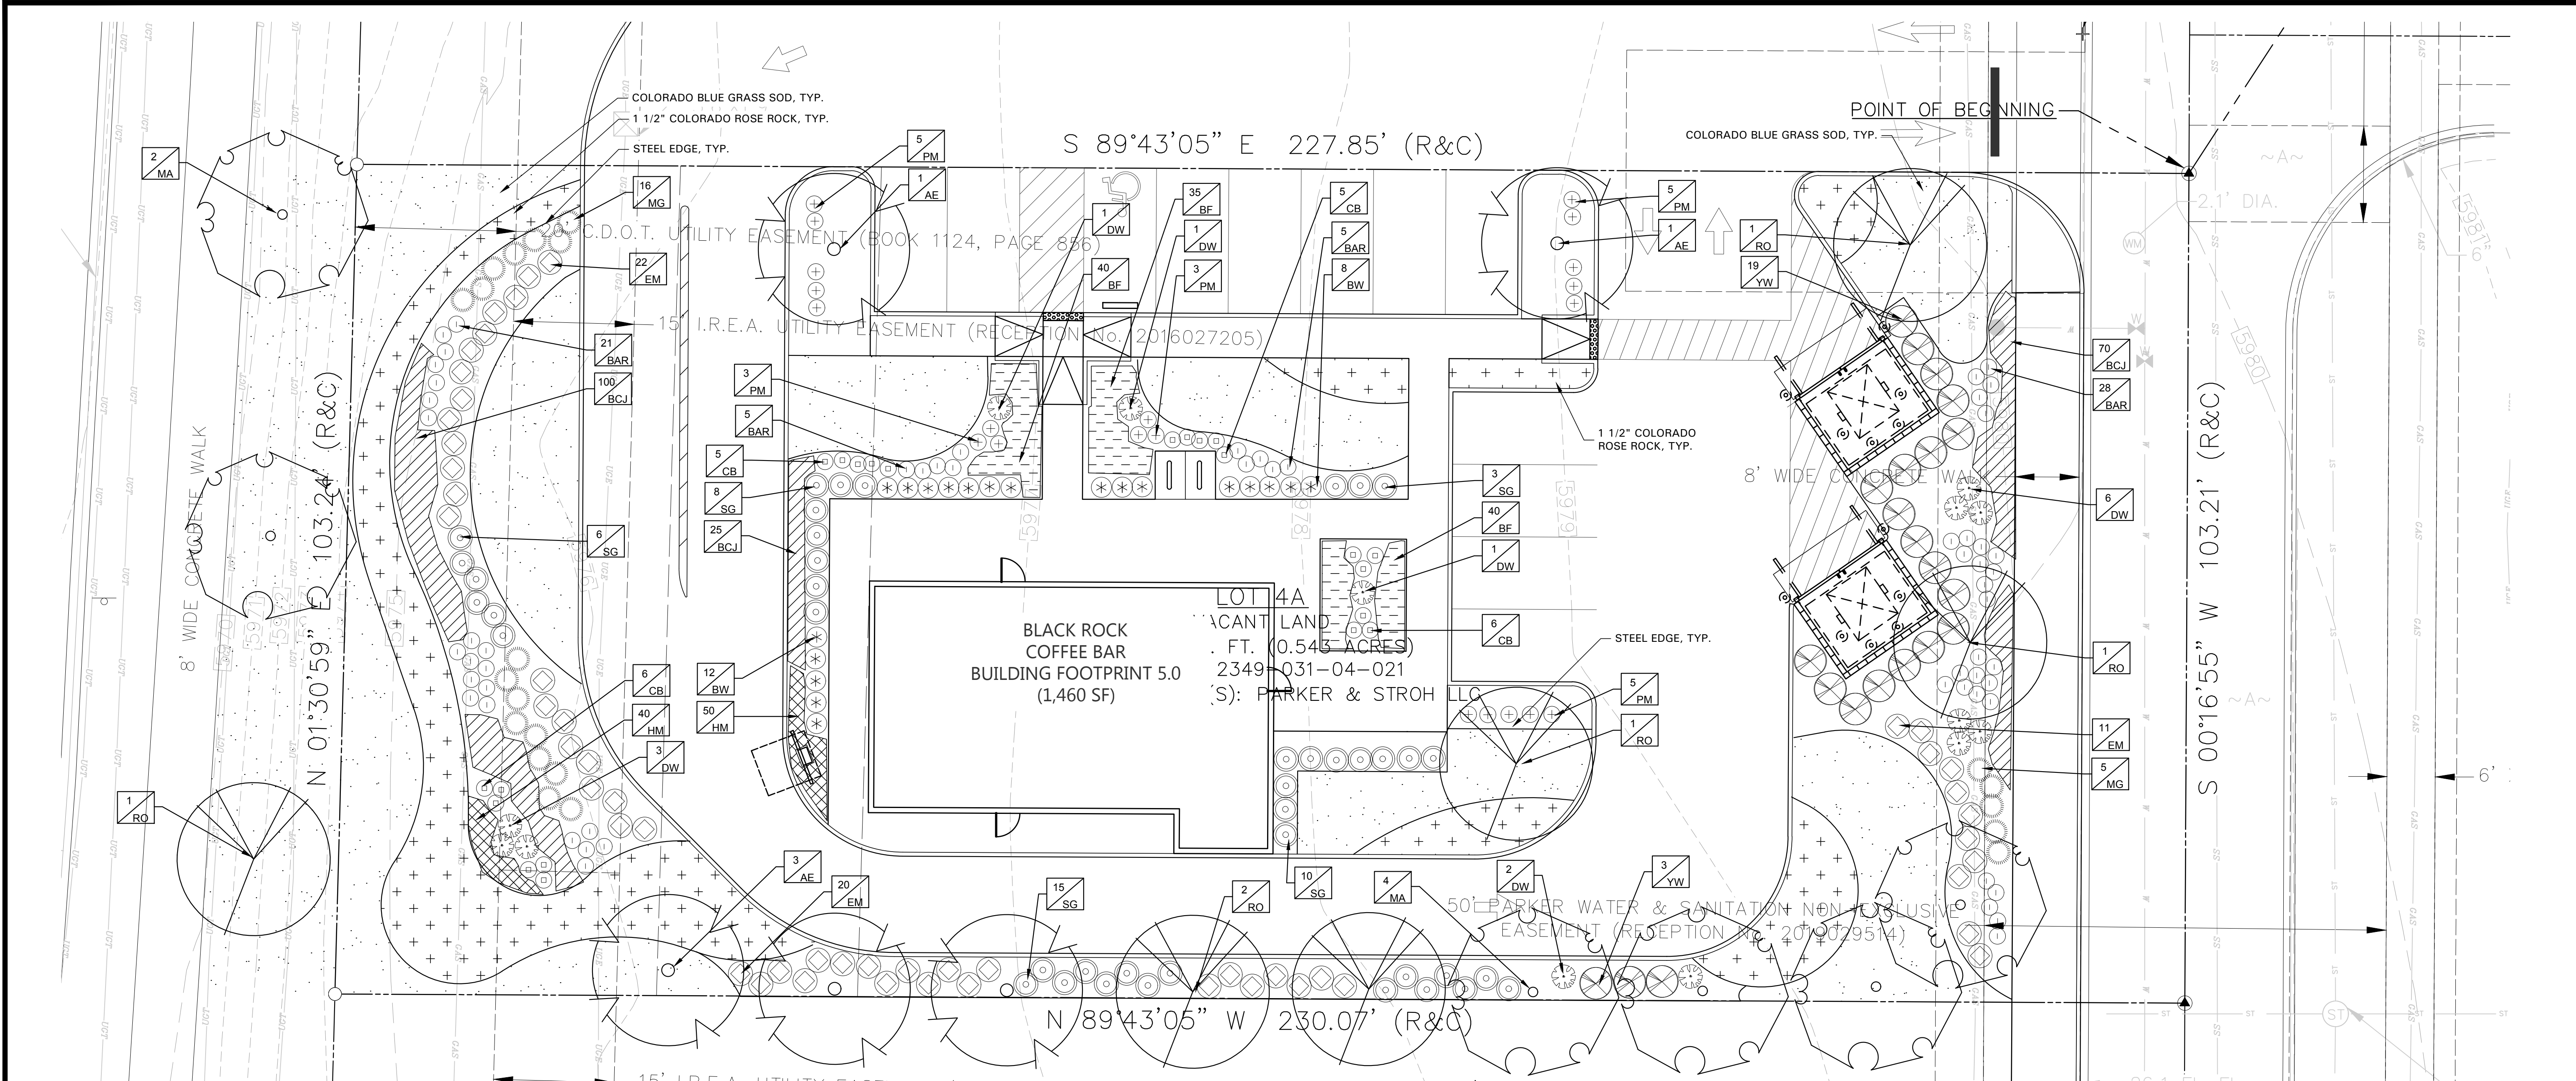 COLORADO BLUE GRASS SOD, TYP.
1 1/2" COLORADO ROSE ROCK, TYP.
STEEL EDGE, TYP.
S 89°43'05" E 227.85' (R&C)
POINT OF BEGINNING
COLORADO BLUE GRASS SOD, TYP.
2
MA
16
MG
22
EM
5
PM
1
AE
1
DW
40
BF
35
BF
1
DW
3
PM
5
CB
5
BAR
8
BW
5
PM
1
AE
1
RO
19
YW
~A~
2.1' DIA.
WM
C.D.O.T. UTILITY EASEMENT (BOOK 1124, PAGE 856)
15' I.R.E.A. UTILITY EASEMENT (RECEPTION No. 2016027205)
21
BAR
100
BCJ
3
PM
5
BAR
5
CB
8
SG
25
BCJ
6
SG
1 1/2" COLORADO
ROSE ROCK, TYP.
3
SG
40
BF
1
DW
6
CB
8' WIDE CONCRETE WALK
70
BCJ
28
BAR
6
DW
1
RO
11
EM
5
MG
8' WIDE CONCRETE WALK
N 01°30'59" E 103.24' (R&C)
S 00°16'55" W 103.21' (R&C)
5980
5979
5978
BLACK ROCK
COFFEE BAR
BUILDING FOOTPRINT 5.0
(1,460 SF)
LOT 4A
ACANT LAND
. FT. (0.543 ACRES)
2349-031-04-021
(S): PARKER & STROH LLC
STEEL EDGE, TYP.
12
BW
50
HM
6
CB
40
HM
3
DW
5
PM
1
RO
1
RO
3
AE
20
EM
15
SG
2
RO
10
SG
4
MA
2
DW
3
YW
50' PARKER WATER & SANITATION NON-EXCLUSIVE
EASEMENT (RECEPTION No. 2019029514)
~A~
6'
ST
N 89°43'05" W 230.07' (R&C)